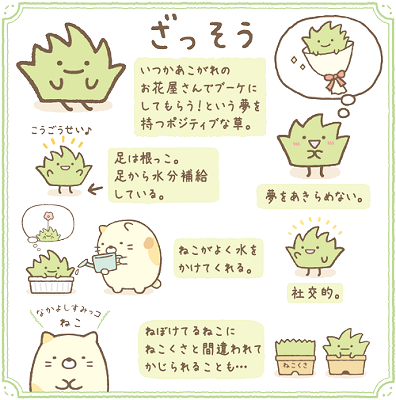 ざっそう
いつかあこがれの
お花屋さんでブーケに
してもらう!という夢を
持つポジティブな草。
こうごうせい♪
足は根っこ。
足から水分補給
している。
夢をあきらめない。
ねこがよく水を
かけてくれる。
社交的。
なかよしすみっコ
ねこ
ねぼけてるねこに
ねこくさと間違われて
かじられることも…
ねこくさ